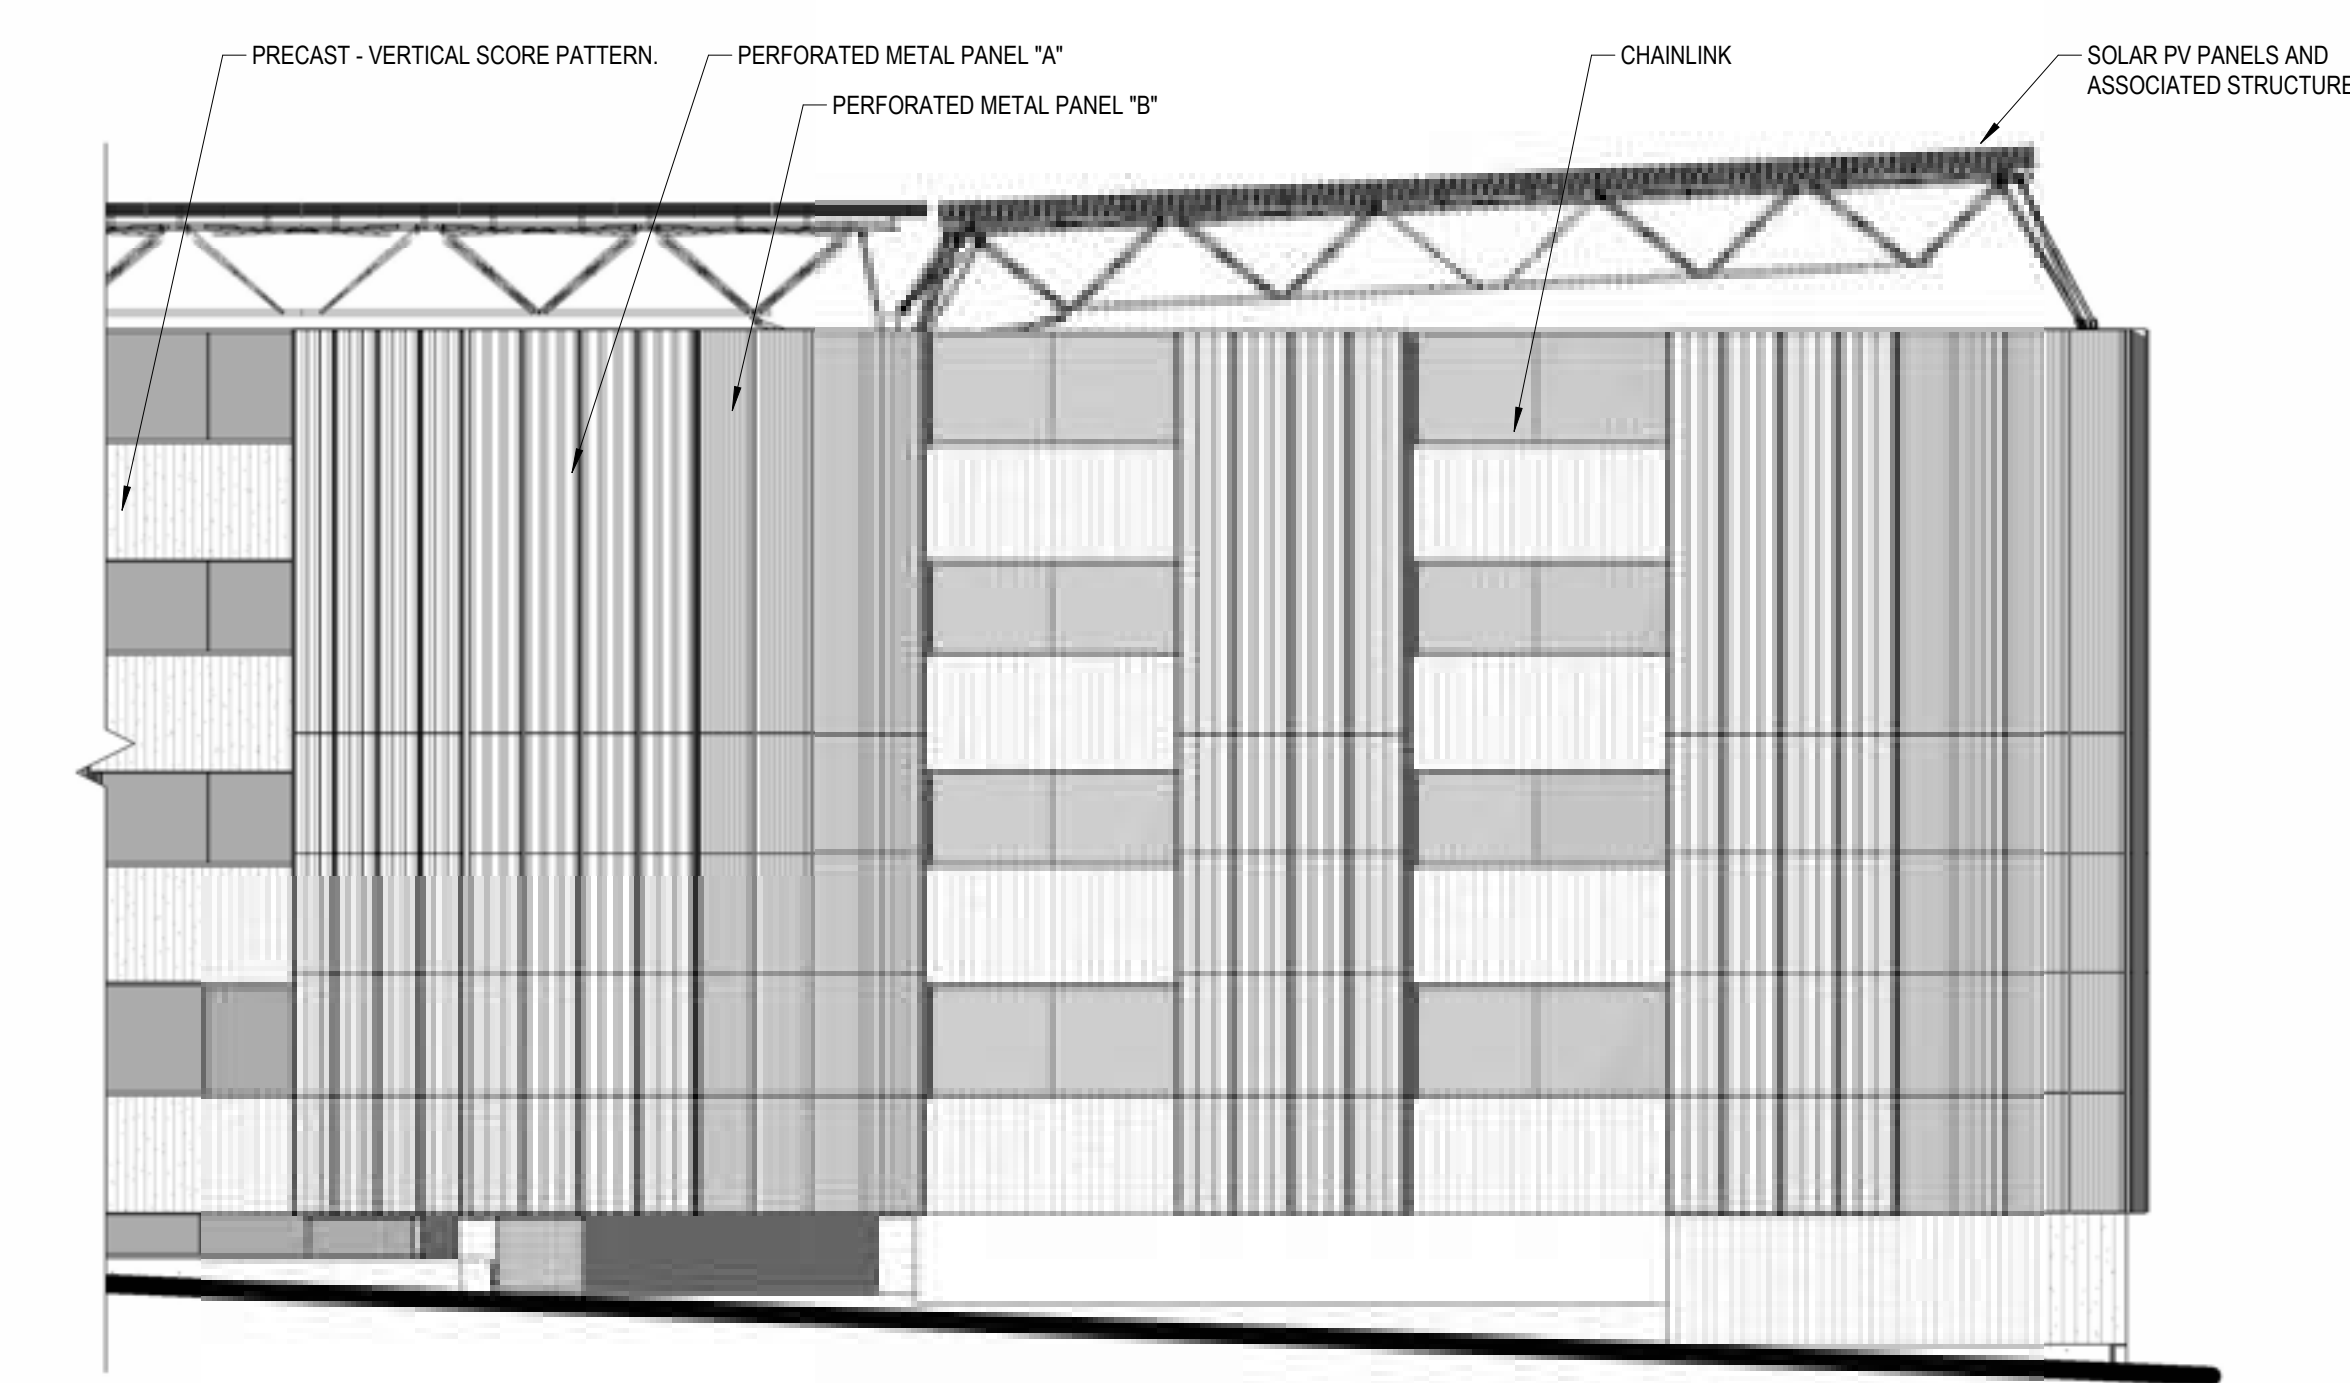 PRECAST - VERTICAL SCORE PATTERN.
PERFORATED METAL PANEL "A"
PERFORATED METAL PANEL "B"
CHAINLINK
SOLAR PV PANELS AND
ASSOCIATED STRUCTURE